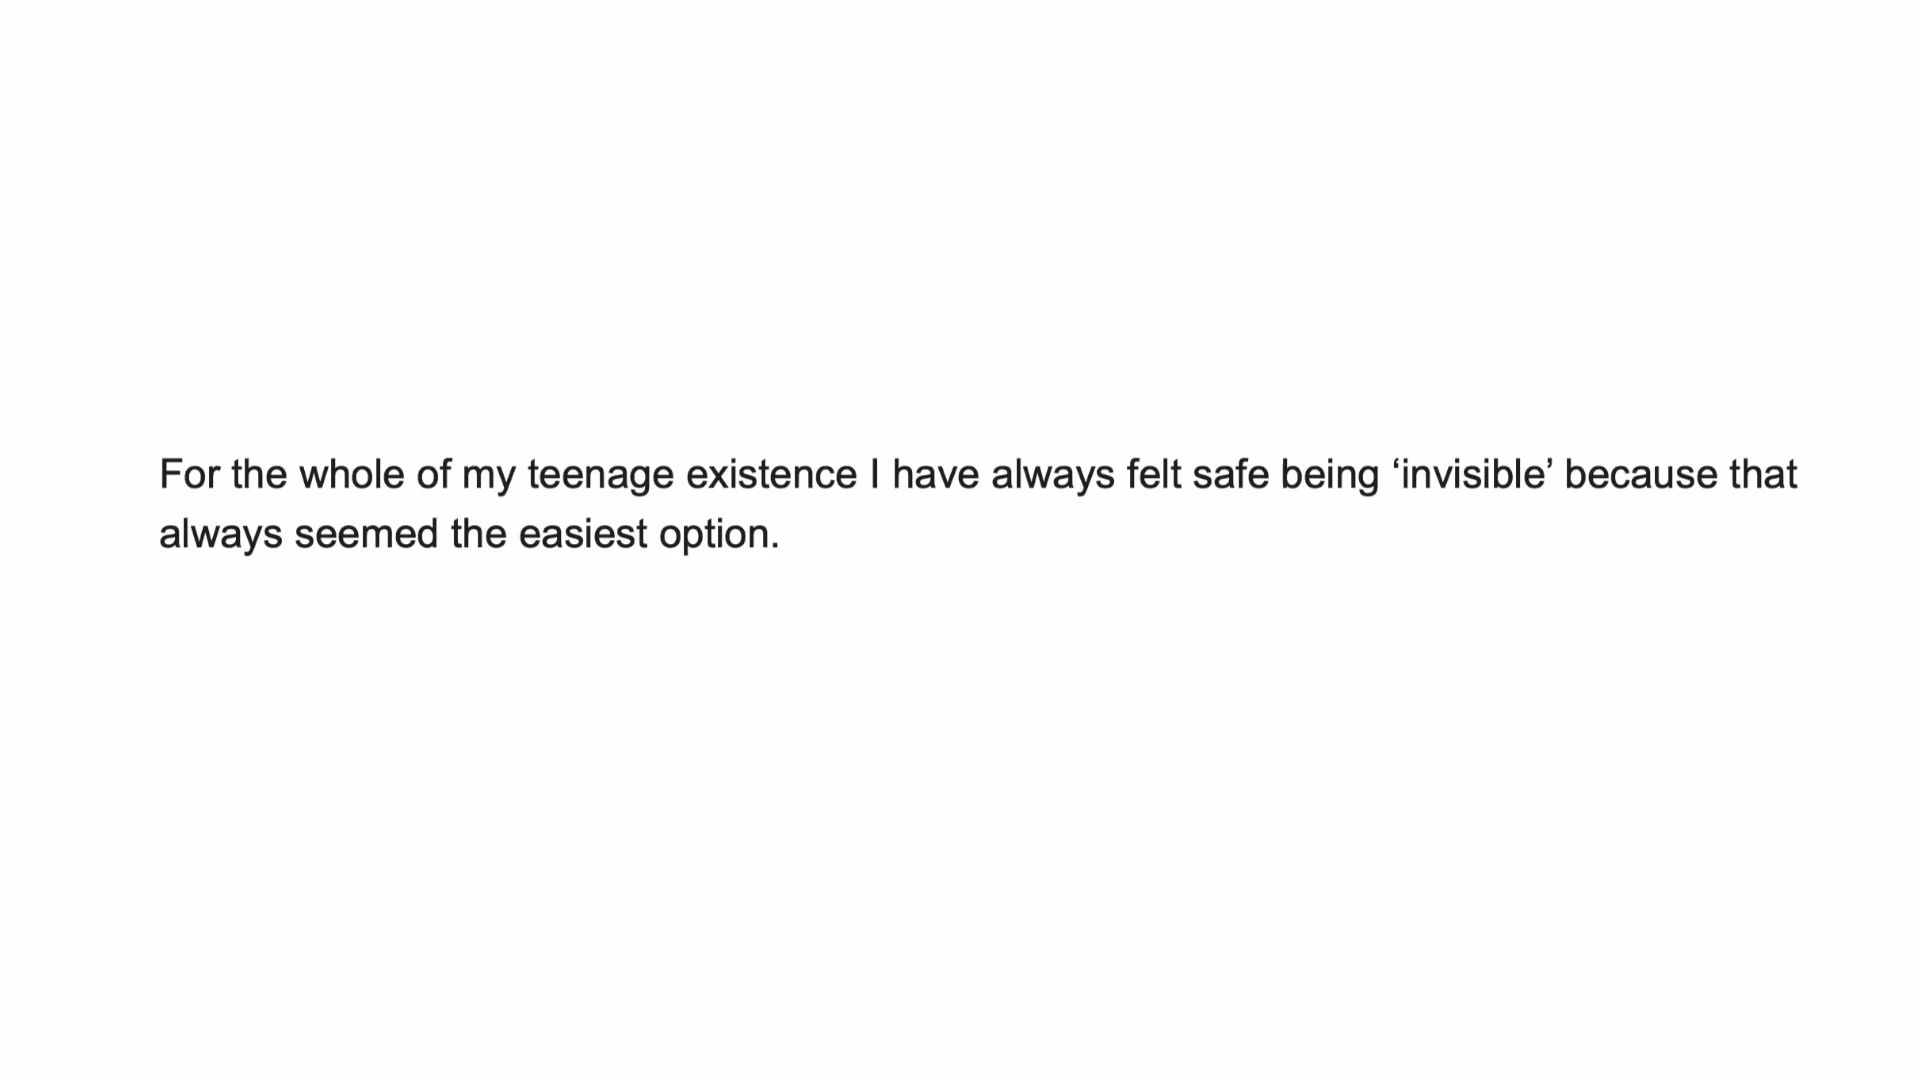 For the whole of my teenage existence I have always felt safe being ‘invisible’ because that
always seemed the easiest option.